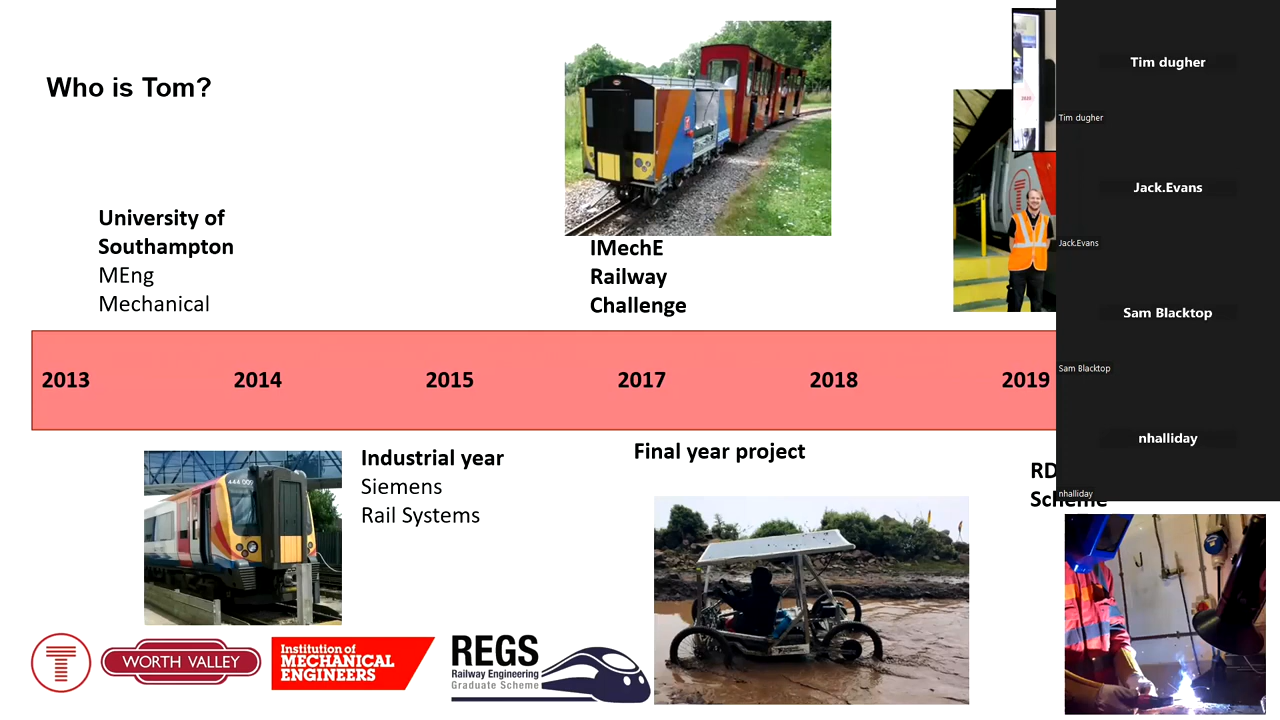 Who is Tom?
University of
Southampton
MEng
Mechanical
IMechE
Railway
Challenge
2013
2014
2015
2017
2018
2019
Industrial year
Siemens
Rail Systems
444 009
Final year project
RD
Scheme
WORTH VALLEY
Institution of
MECHANICAL
ENGINEERS
REGS
Railway Engineering
Graduate Scheme
Tim dugher
Tim dugher
Jack.Evans
Jack.Evans
Sam Blacktop
Sam Blacktop
nhalliday
nhalliday